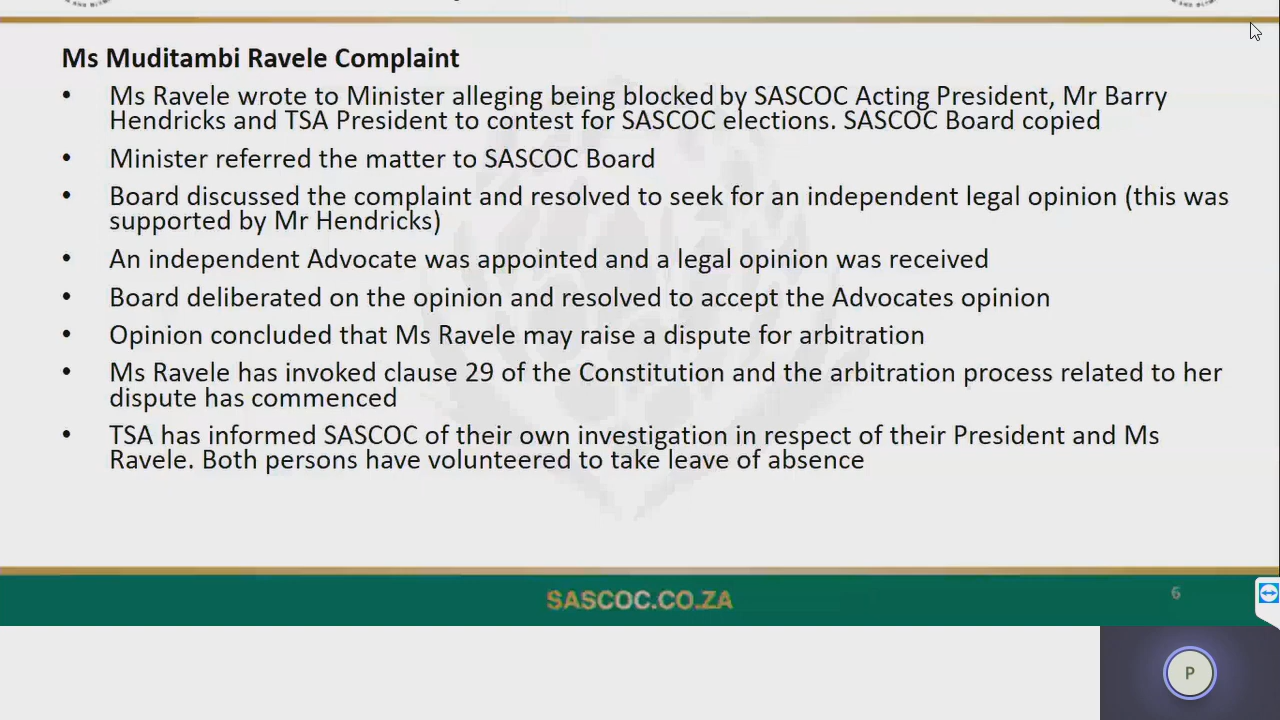 Ms Muditambi Ravele Complaint
• Ms Ravele wrote to Minister alleging being blocked by SASCOC Acting President, Mr Barry
Hendricks and TSA President to contest for SASCOC elections. SASCOC Board copied
• Minister referred the matter to SASCOC Board
• Board discussed the complaint and resolved to seek for an independent legal opinion (this was
supported by Mr Hendricks)
• An independent Advocate was appointed and a legal opinion was received
• Board deliberated on the opinion and resolved to accept the Advocates opinion
• Opinion concluded that Ms Ravele may raise a dispute for arbitration
• Ms Ravele has invoked clause 29 of the Constitution and the arbitration process related to her
dispute has commenced
• TSA has informed SASCOC of their own investigation in respect of their President and Ms
Ravele. Both persons have volunteered to take leave of absence
SASCOC.CO.ZA
6
P